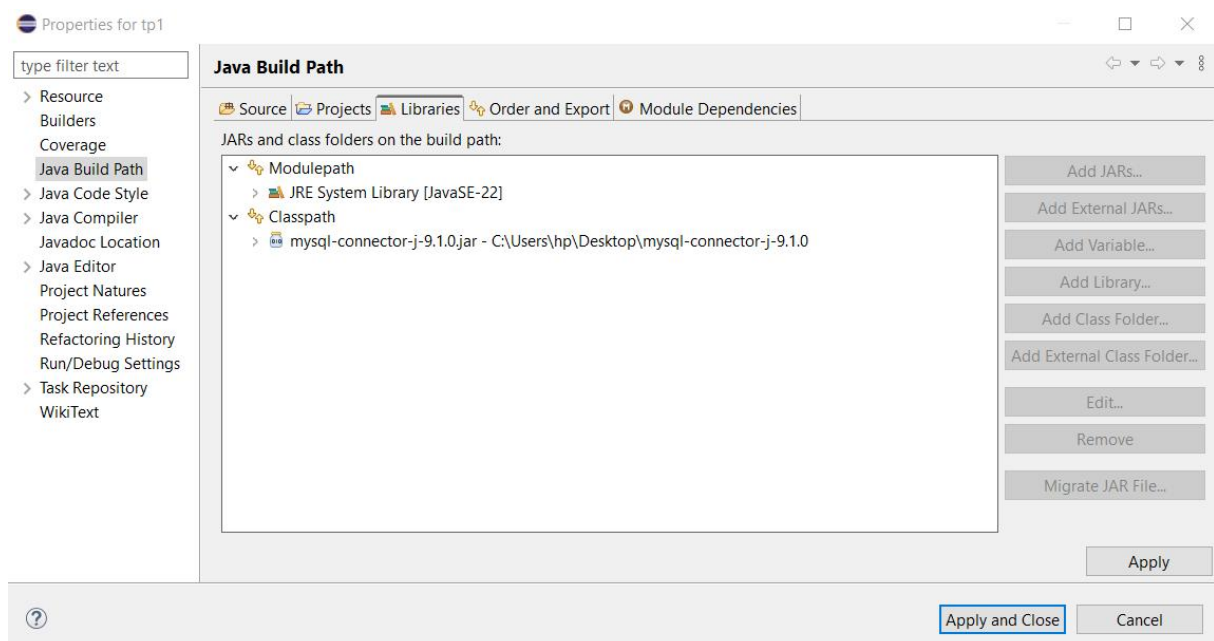 Properties for tp1
type filter text
Resource
Builders
Coverage
Java Build Path
Java Code Style
Java Compiler
Javadoc Location
Java Editor
Project Natures
Project References
Refactoring History
Run/Debug Settings
Task Repository
WikiText
Java Build Path
Source Projects Libraries Order and Export Module Dependencies
JARs and class folders on the build path:
Modulepath
JRE System Library [JavaSE-22]
Classpath
mysql-connector-j-9.1.0.jar - C:\Users\hp\Desktop\mysql-connector-j-9.1.0
Add JARs...
Add External JARs...
Add Variable...
Add Library...
Add Class Folder...
Add External Class Folder...
Edit...
Remove
Migrate JAR File...
Apply
Apply and Close Cancel